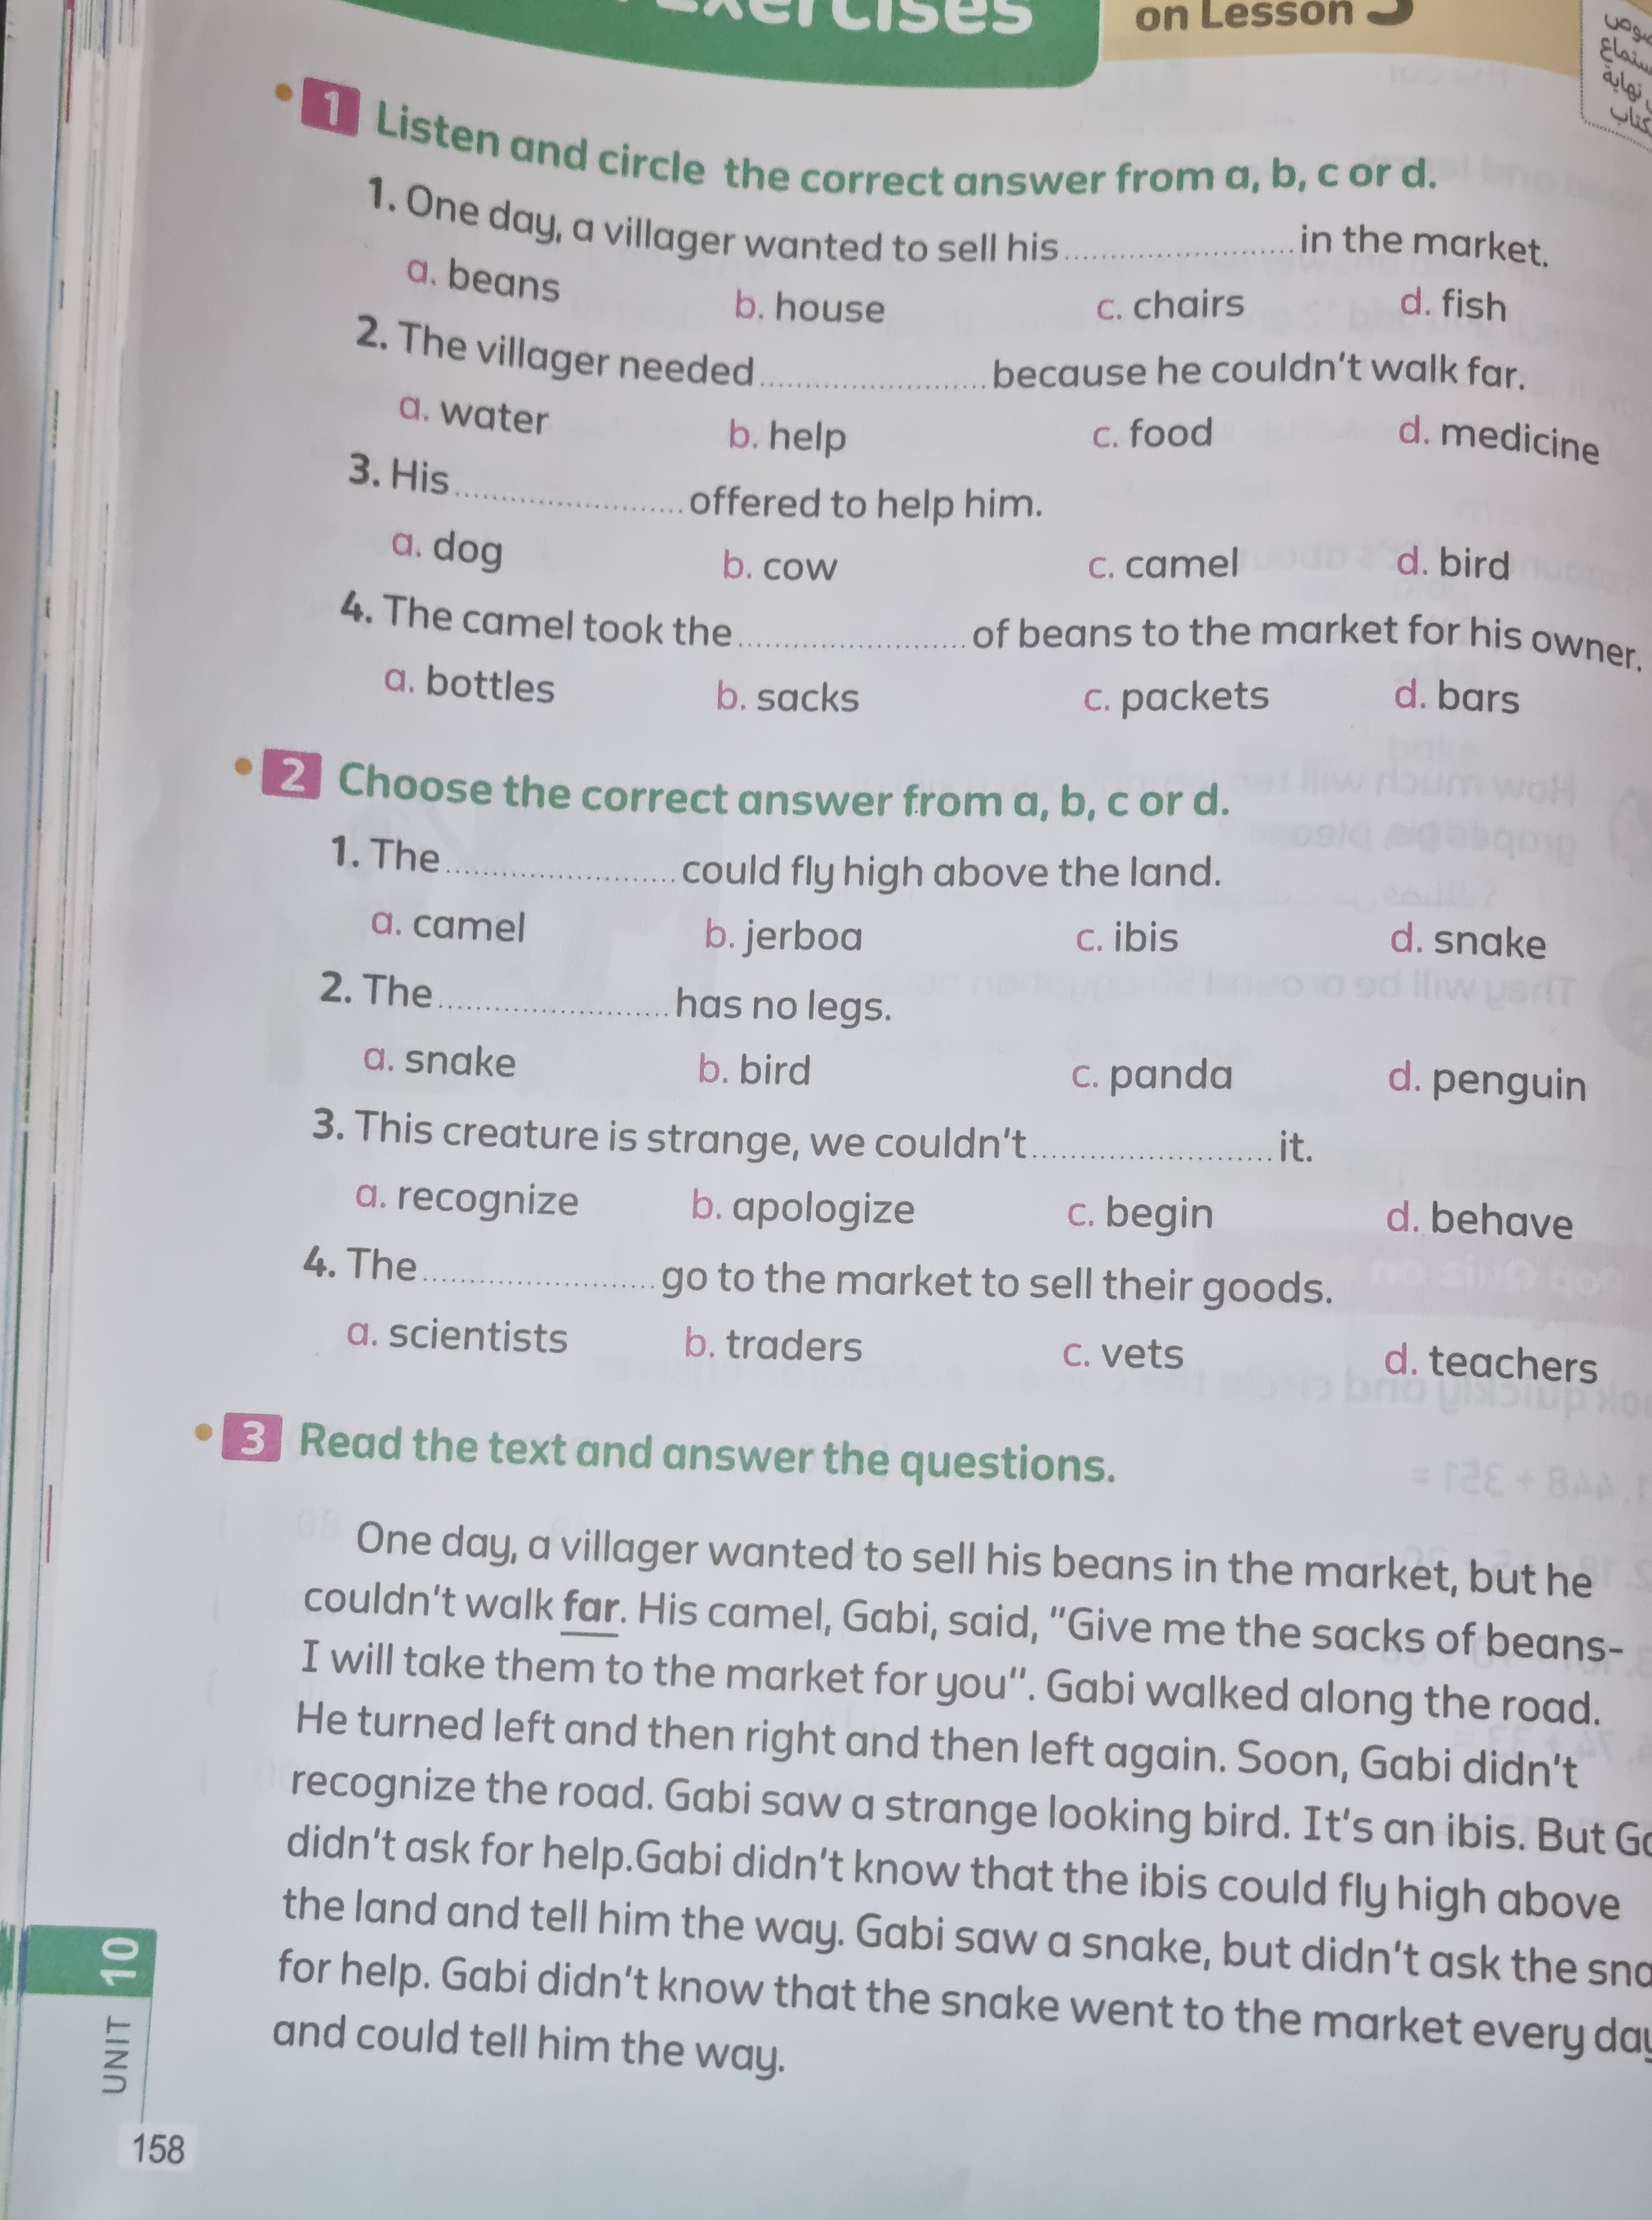 Exercises on Lesson
1 Listen and circle the correct answer from a, b, c or d.
1. One day, a villager wanted to sell his ........................ in the market.
a. beans b. house c. chairs d. fish
2. The villager needed ........................ because he couldn't walk far.
a. water b. help c. food d. medicine
3. His ........................ offered to help him.
a. dog b. cow c. camel d. bird
4. The camel took the ........................ of beans to the market for his owner.
a. bottles b. sacks c. packets d. bars
2 Choose the correct answer from a, b, c or d.
1. The ........................ could fly high above the land.
a. camel b. jerboa c. ibis d. snake
2. The ........................ has no legs.
a. snake b. bird c. panda d. penguin
3. This creature is strange, we couldn't ........................ it.
a. recognize b. apologize c. begin d. behave
4. The ........................ go to the market to sell their goods.
a. scientists b. traders c. vets d. teachers
3 Read the text and answer the questions.
One day, a villager wanted to sell his beans in the market, but he
couldn't walk far. His camel, Gabi, said, "Give me the sacks of beans-
I will take them to the market for you". Gabi walked along the road.
He turned left and then right and then left again. Soon, Gabi didn't
recognize the road. Gabi saw a strange looking bird. It's an ibis. But
didn't ask for help.Gabi didn't know that the ibis could fly high above
the land and tell him the way. Gabi saw a snake, but didn't ask the
for help. Gabi didn't know that the snake went to the market every day
and could tell him the way.
UNIT 10
158